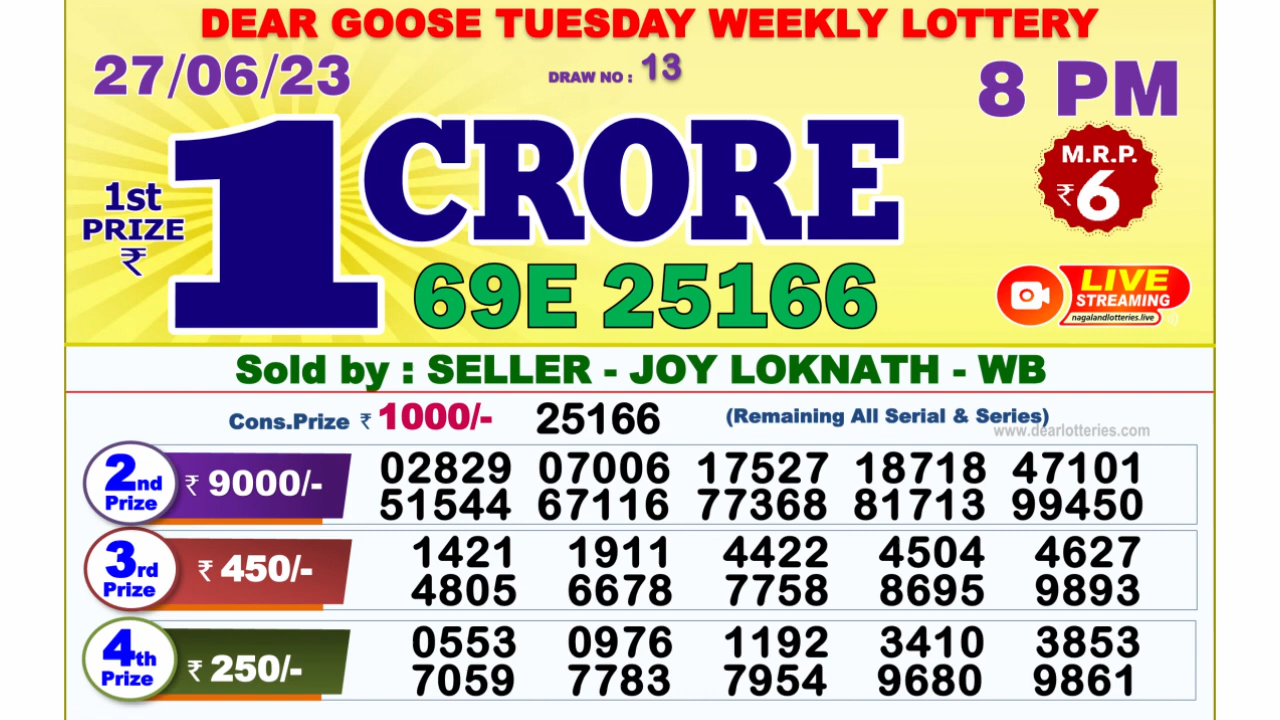 DEAR GOOSE TUESDAY WEEKLY LOTTERY
27/06/23
DRAW NO : 13
8 PM
1st PRIZE ₹
1 CRORE
M.R.P.
₹ 6
69E 25166
LIVE
STREAMING
nagalandlotteries.live
Sold by : SELLER - JOY LOKNATH - WB
Cons.Prize ₹ 1000/- 25166 (Remaining All Serial & Series)
www.dearlotteries.com
2nd Prize ₹ 9000/-
02829 07006 17527 18718 47101
51544 67116 77368 81713 99450
3rd Prize ₹ 450/-
1421 1911 4422 4504 4627
4805 6678 7758 8695 9893
4th Prize ₹ 250/-
0553 0976 1192 3410 3853
7059 7783 7954 9680 9861